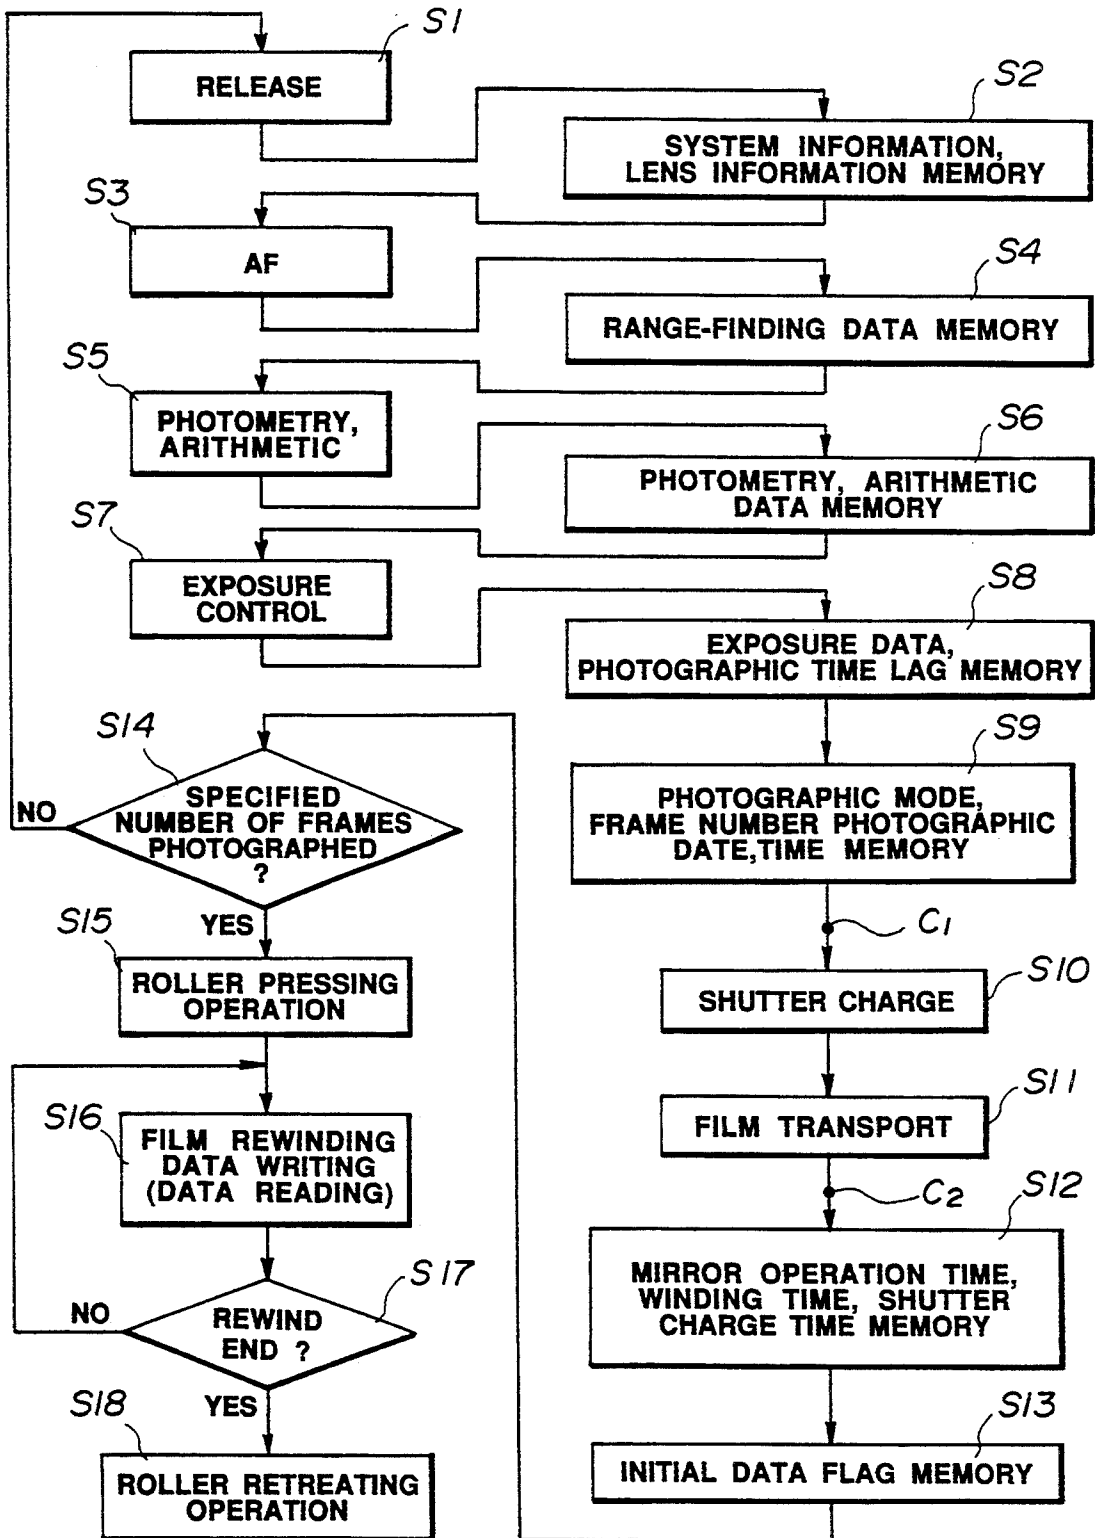 S1
RELEASE
S2
SYSTEM INFORMATION,
LENS INFORMATION MEMORY
S3
AF
S4
RANGE-FINDING DATA MEMORY
S5
PHOTOMETRY,
ARITHMETIC
S6
PHOTOMETRY, ARITHMETIC
DATA MEMORY
S7
EXPOSURE
CONTROL
S8
EXPOSURE DATA,
PHOTOGRAPHIC TIME LAG MEMORY
S9
PHOTOGRAPHIC MODE,
FRAME NUMBER PHOTOGRAPHIC
DATE,TIME MEMORY
C1
S10
SHUTTER CHARGE
S11
FILM TRANSPORT
C2
S12
MIRROR OPERATION TIME,
WINDING TIME, SHUTTER
CHARGE TIME MEMORY
S13
INITIAL DATA FLAG MEMORY
S14
SPECIFIED
NUMBER OF FRAMES
PHOTOGRAPHED
?
NO
YES
S15
ROLLER PRESSING
OPERATION
S16
FILM REWINDING
DATA WRITING
(DATA READING)
S17
REWIND
END ?
NO
YES
S18
ROLLER RETREATING
OPERATION